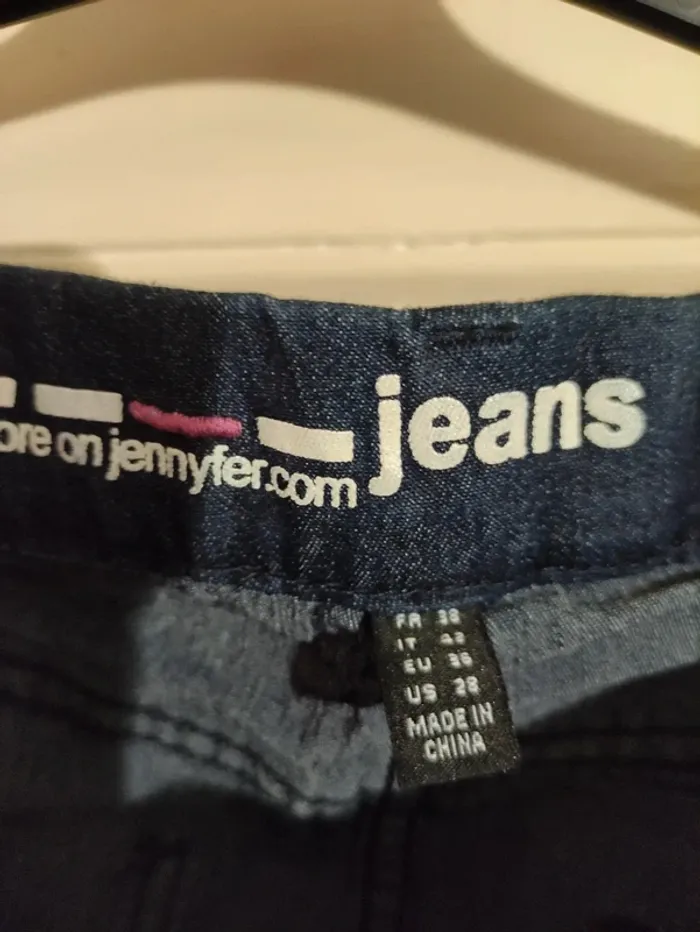 jeans
ore on jennyfer.com
FR 38
IT 42
EU 36
US 28
MADE IN
CHINA